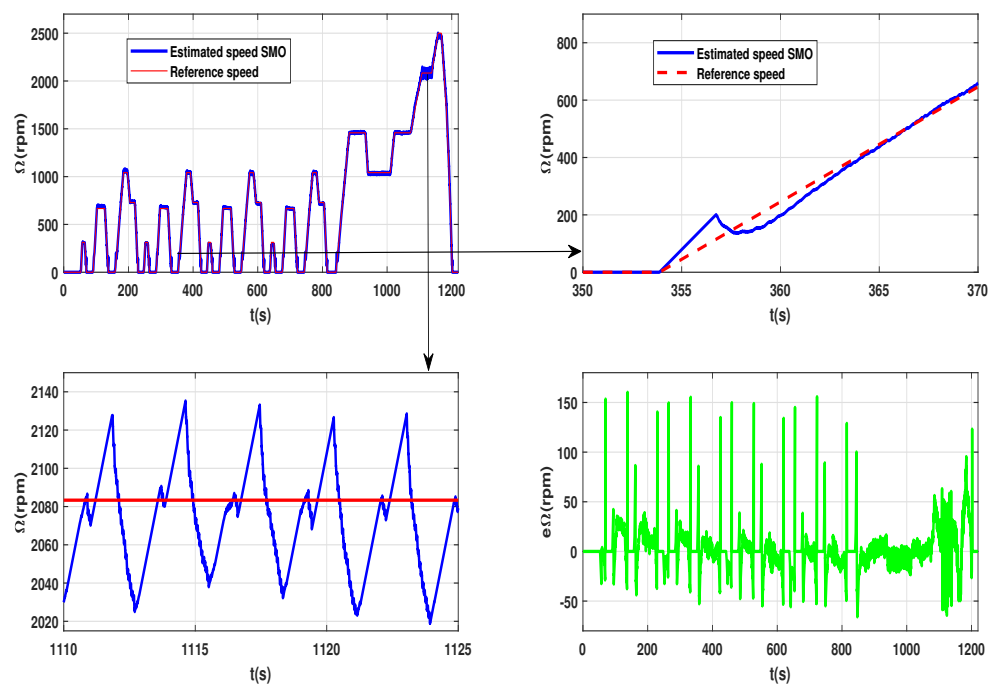 2500
2000
1500
1000
500
0
Ω(rpm)
Estimated speed SMO
Reference speed
0 200 400 600 800 1000 1200
t(s)
800
600
400
200
0
Ω(rpm)
Estimated speed SMO
Reference speed
350 355 360 365 370
t(s)
2140
2120
2100
2080
2060
2040
2020
Ω(rpm)
1110 1115 1120 1125
t(s)
150
100
50
0
-50
eΩ(rpm)
0 200 400 600 800 1000 1200
t(s)